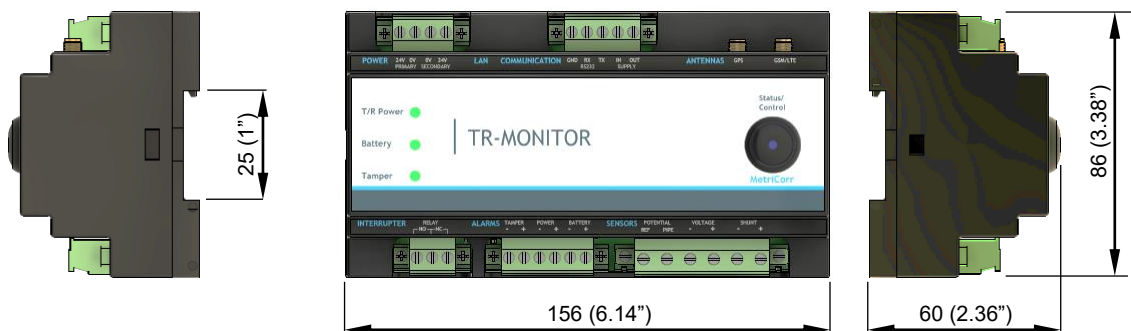 POWER 24V 0V 0V 24V LAN COMMUNICATION GND RX TX IN OUT ANTENNAS GPS GSM/LTE
PRIMARY SECONDARY RS230 SUPPLY
Status/
Control
T/R Power
Battery
TR-MONITOR
Tamper
MetriCorr
INTERRUPTER RELAY ALARMS TAMPER POWER BATTERY SENSORS POTENTIAL VOLTAGE SHUNT
NO NC - + - + - + REF PIPE - + - +
25 (1”)
86 (3.38”)
156 (6.14”)
60 (2.36”)